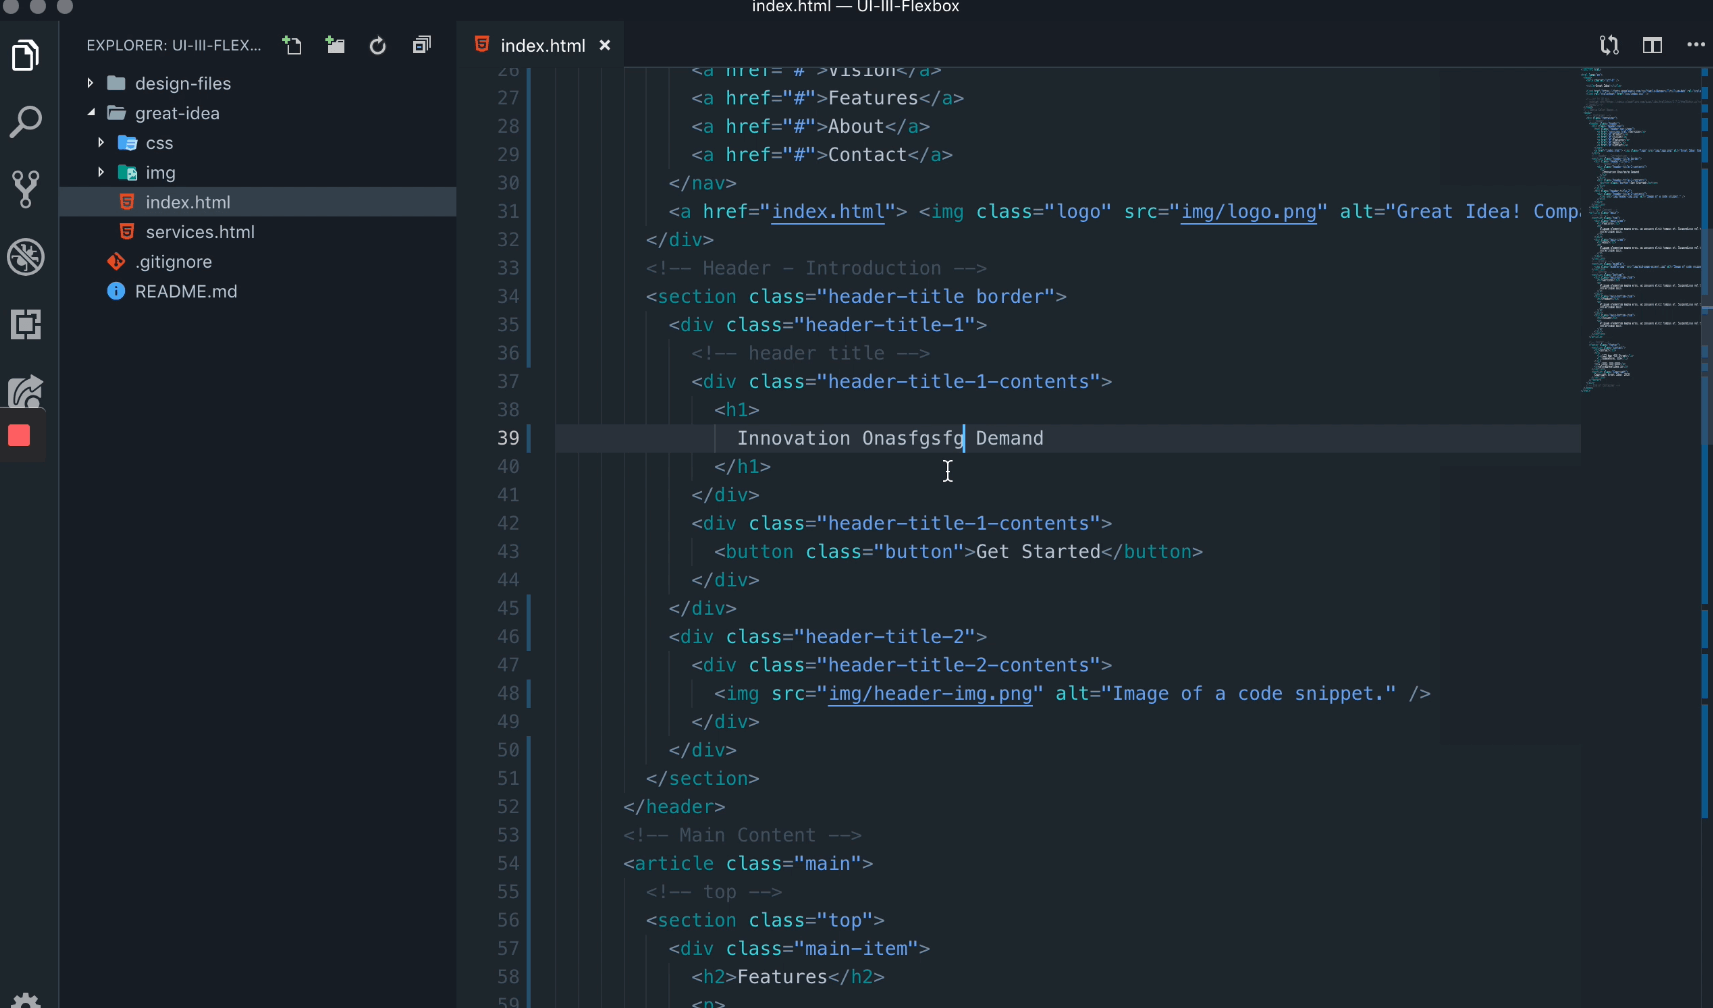 index.html — UI-III-Flexbox
EXPLORER: UI-III-FLEX...
design-files
great-idea
css
img
index.html
services.html
.gitignore
README.md
index.html
26 <a href="#">Vision</a>
27 <a href="#">Features</a>
28 <a href="#">About</a>
29 <a href="#">Contact</a>
30 </nav>
31 <a href="index.html"> <img class="logo" src="img/logo.png" alt="Great Idea! Comp
32 </div>
33 <!-- Header - Introduction -->
34 <section class="header-title border">
35 <div class="header-title-1">
36 <!-- header title -->
37 <div class="header-title-1-contents">
38 <h1>
39 Innovation Onasfgsfg Demand
40 </h1>
41 </div>
42 <div class="header-title-1-contents">
43 <button class="button">Get Started</button>
44 </div>
45 </div>
46 <div class="header-title-2">
47 <div class="header-title-2-contents">
48 <img src="img/header-img.png" alt="Image of a code snippet." />
49 </div>
50 </div>
51 </section>
52 </header>
53 <!-- Main Content -->
54 <article class="main">
55 <!-- top -->
56 <section class="top">
57 <div class="main-item">
58 <h2>Features</h2>
59 <p>